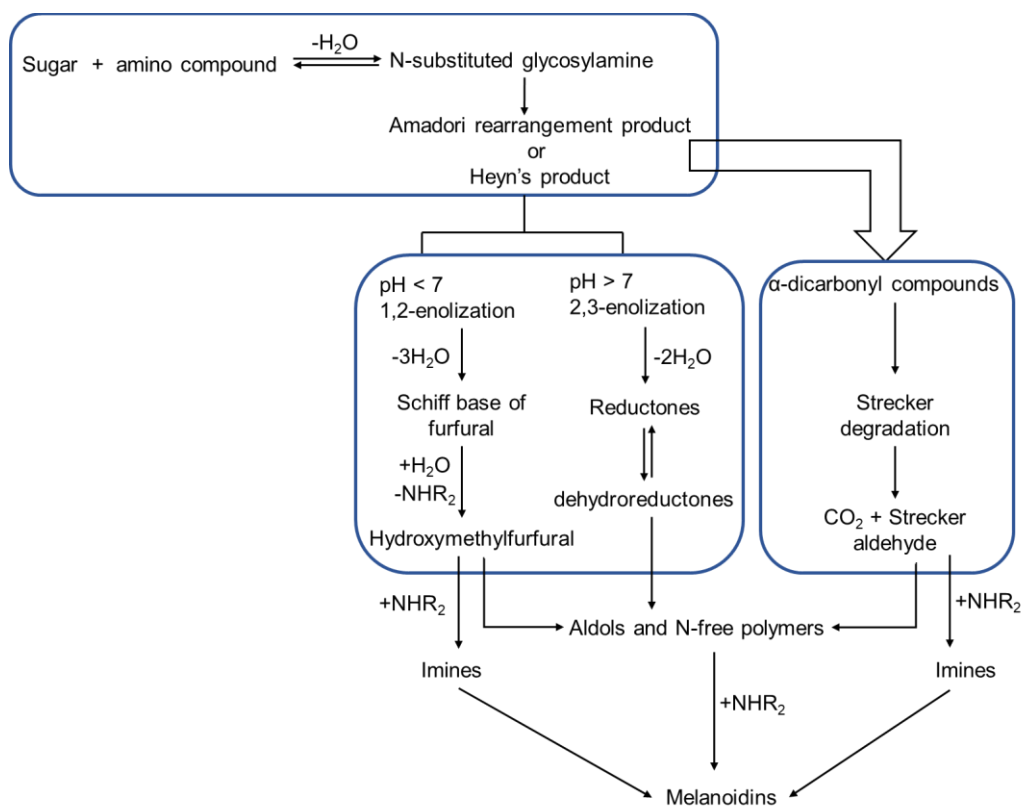 -H₂O
Sugar + amino compound
N-substituted glycosylamine
Amadori rearrangement product
or
Heyn's product
pH < 7
1,2-enolization
-3H₂O
Schiff base of
furfural
+H₂O
-NHR₂
Hydroxymethylfurfural
pH > 7
2,3-enolization
-2H₂O
Reductones
dehydroreductones
α-dicarbonyl compounds
Strecker
degradation
CO₂ + Strecker
aldehyde
+NHR₂
+NHR₂
Aldols and N-free polymers
Imines
Imines
+NHR₂
Melanoidins